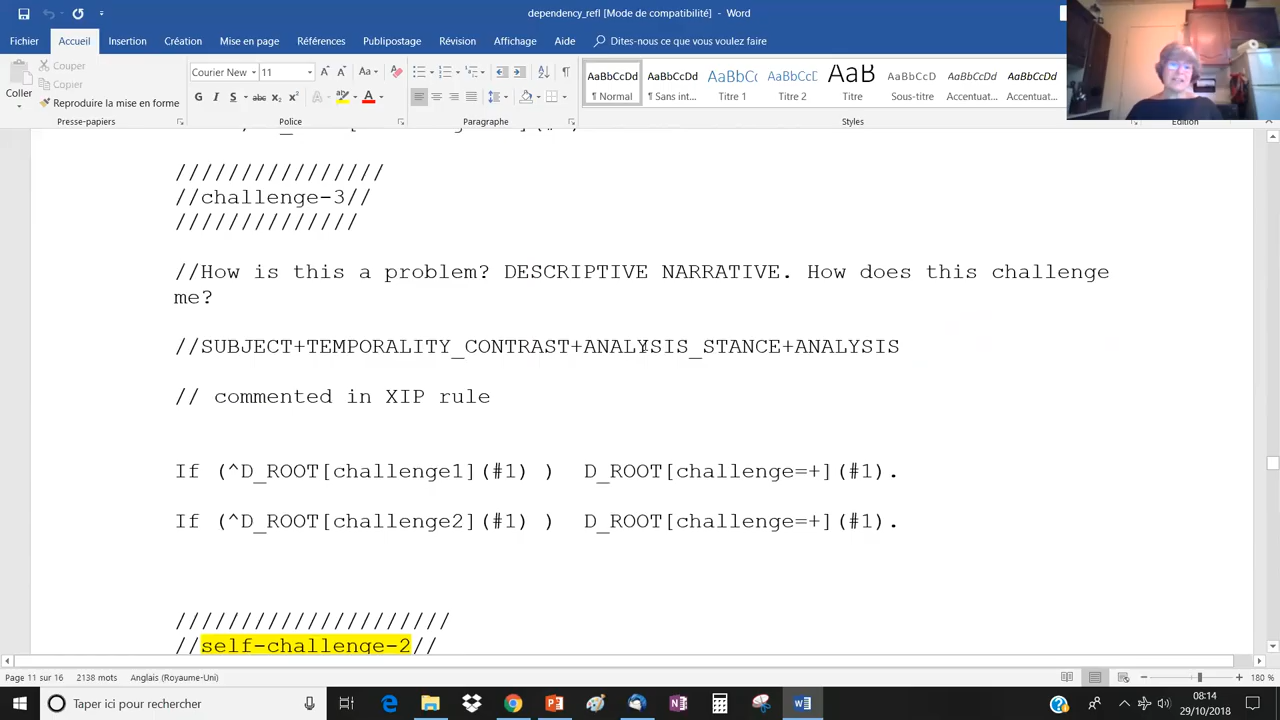 dependency_refl [Mode de compatibilité] - Word
Fichier Accueil Insertion Création Mise en page Références Publipostage Révision Affichage Aide Dites-nous ce que vous voulez faire
Couper
Copier
Coller
Reproduire la mise en forme
Presse-papiers
Courier New 11
G I S abc x₂ x²
Police
Paragraphe
AaBbCcDd AaBbCcDd AaBbCc AaBbCcD AaB AaBbCcD AaBbCcDd AaBbCcDd
¶ Normal ¶ Sans int... Titre 1 Titre 2 Titre Sous-titre Accentuat... Accentuat...
Styles
Edition
////////////////
//challenge-3//
//////////////
//How is this a problem? DESCRIPTIVE NARRATIVE. How does this challenge
me?
//SUBJECT+TEMPORALITY_CONTRAST+ANALYSIS_STANCE+ANALYSIS
// commented in XIP rule
If (^D_ROOT[challenge1](#1) ) D_ROOT[challenge=+](#1).
If (^D_ROOT[challenge2](#1) ) D_ROOT[challenge=+](#1).
/////////////////////
//self-challenge-2//
Page 11 sur 16 2138 mots Anglais (Royaume-Uni) 180 %
Taper ici pour rechercher
08:14
29/10/2018